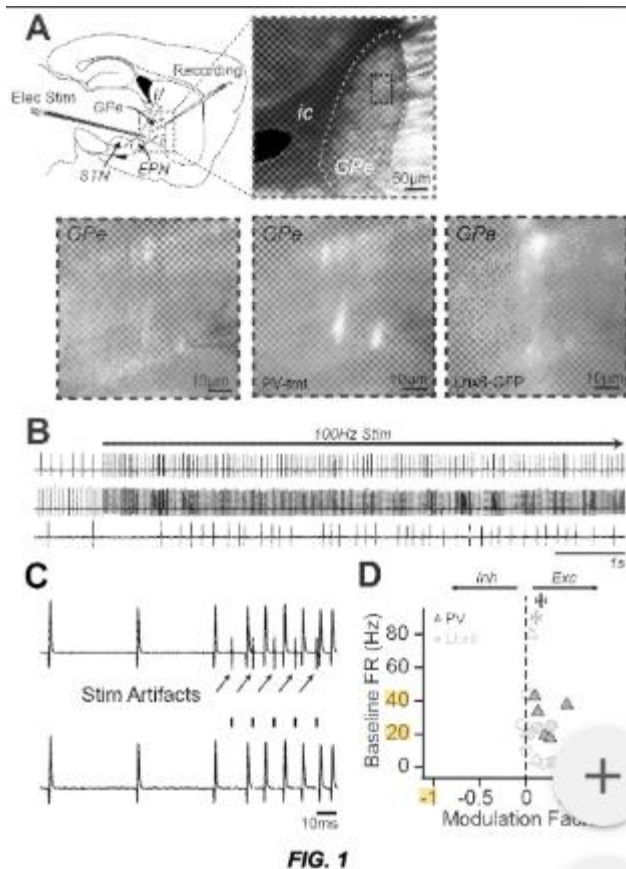 A
Recording
Elec Stim
GPe
STN
EPN
ic
GPe
50µm
GPe
10µm
GPe
PV-tmt
10µm
GPe
Lhx6-GFP
10µm
B
100Hz Stim
1s
C
Stim Artifacts
10ms
D
Inh
Exc
PV
Lhx6
Baseline FR (Hz)
80
60
40
20
0
-1
-0.5
0
Modulation Fac
FIG. 1